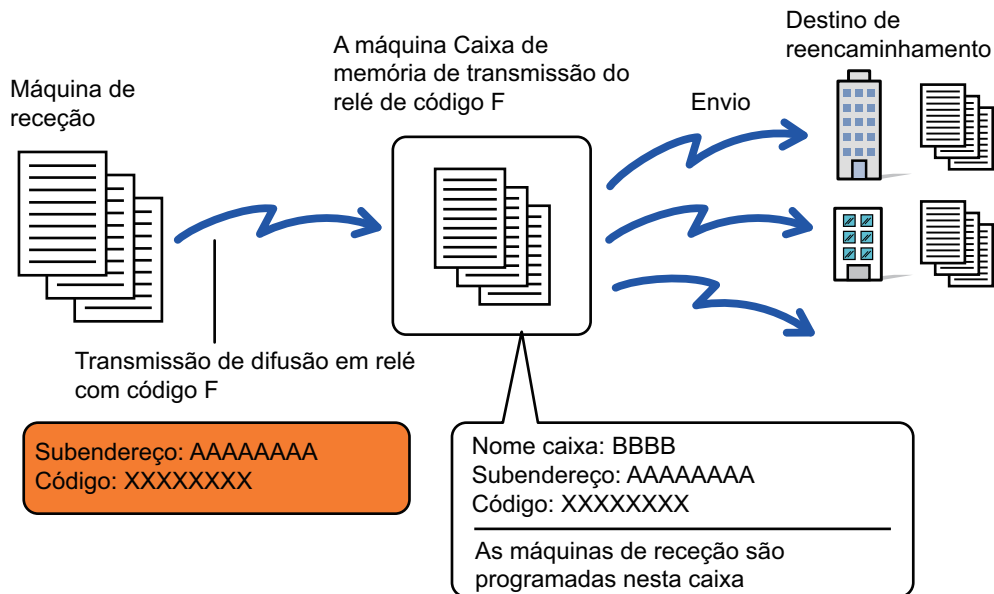 Máquina de
receção
A máquina Caixa de
memória de transmissão do
relé de código F
Envio
Destino de
reencaminhamento
Transmissão de difusão em relé
com código F
Subendereço: AAAAAAAA
Código: XXXXXXXX
Nome caixa: BBBB
Subendereço: AAAAAAAA
Código: XXXXXXXX
As máquinas de receção são
programadas nesta caixa